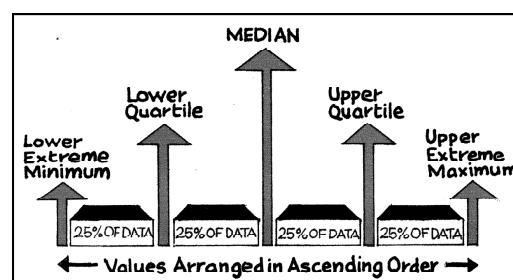 MEDIAN
Lower
Quartile
Upper
Quartile
Lower
Extreme
Minimum
Upper
Extreme
Maximum
25% OF DATA
25% OF DATA
25% OF DATA
25% OF DATA
Values Arranged in Ascending Order